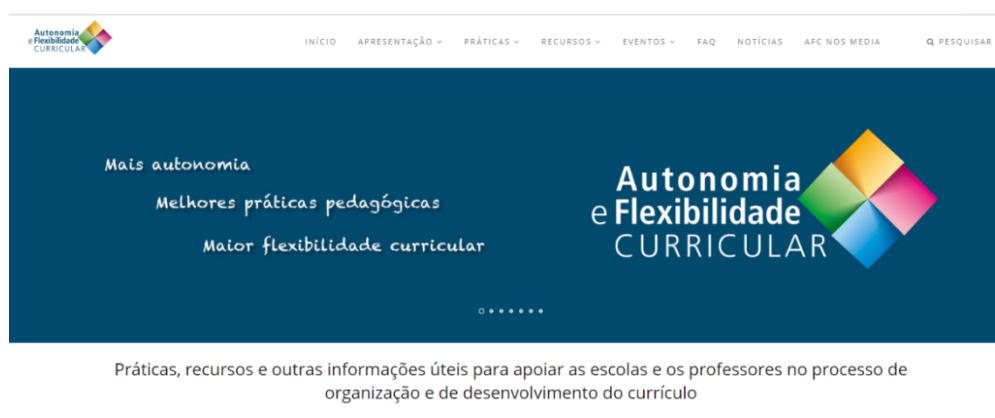 Autonomia
e Flexibilidade
CURRICULAR
INÍCIO APRESENTAÇÃO PRÁTICAS RECURSOS EVENTOS FAQ NOTÍCIAS AFC NOS MEDIA PESQUISAR
Mais autonomia
Melhores práticas pedagógicas
Maior flexibilidade curricular
Autonomia
e Flexibilidade
CURRICULAR
Práticas, recursos e outras informações úteis para apoiar as escolas e os professores no processo de
organização e de desenvolvimento do currículo